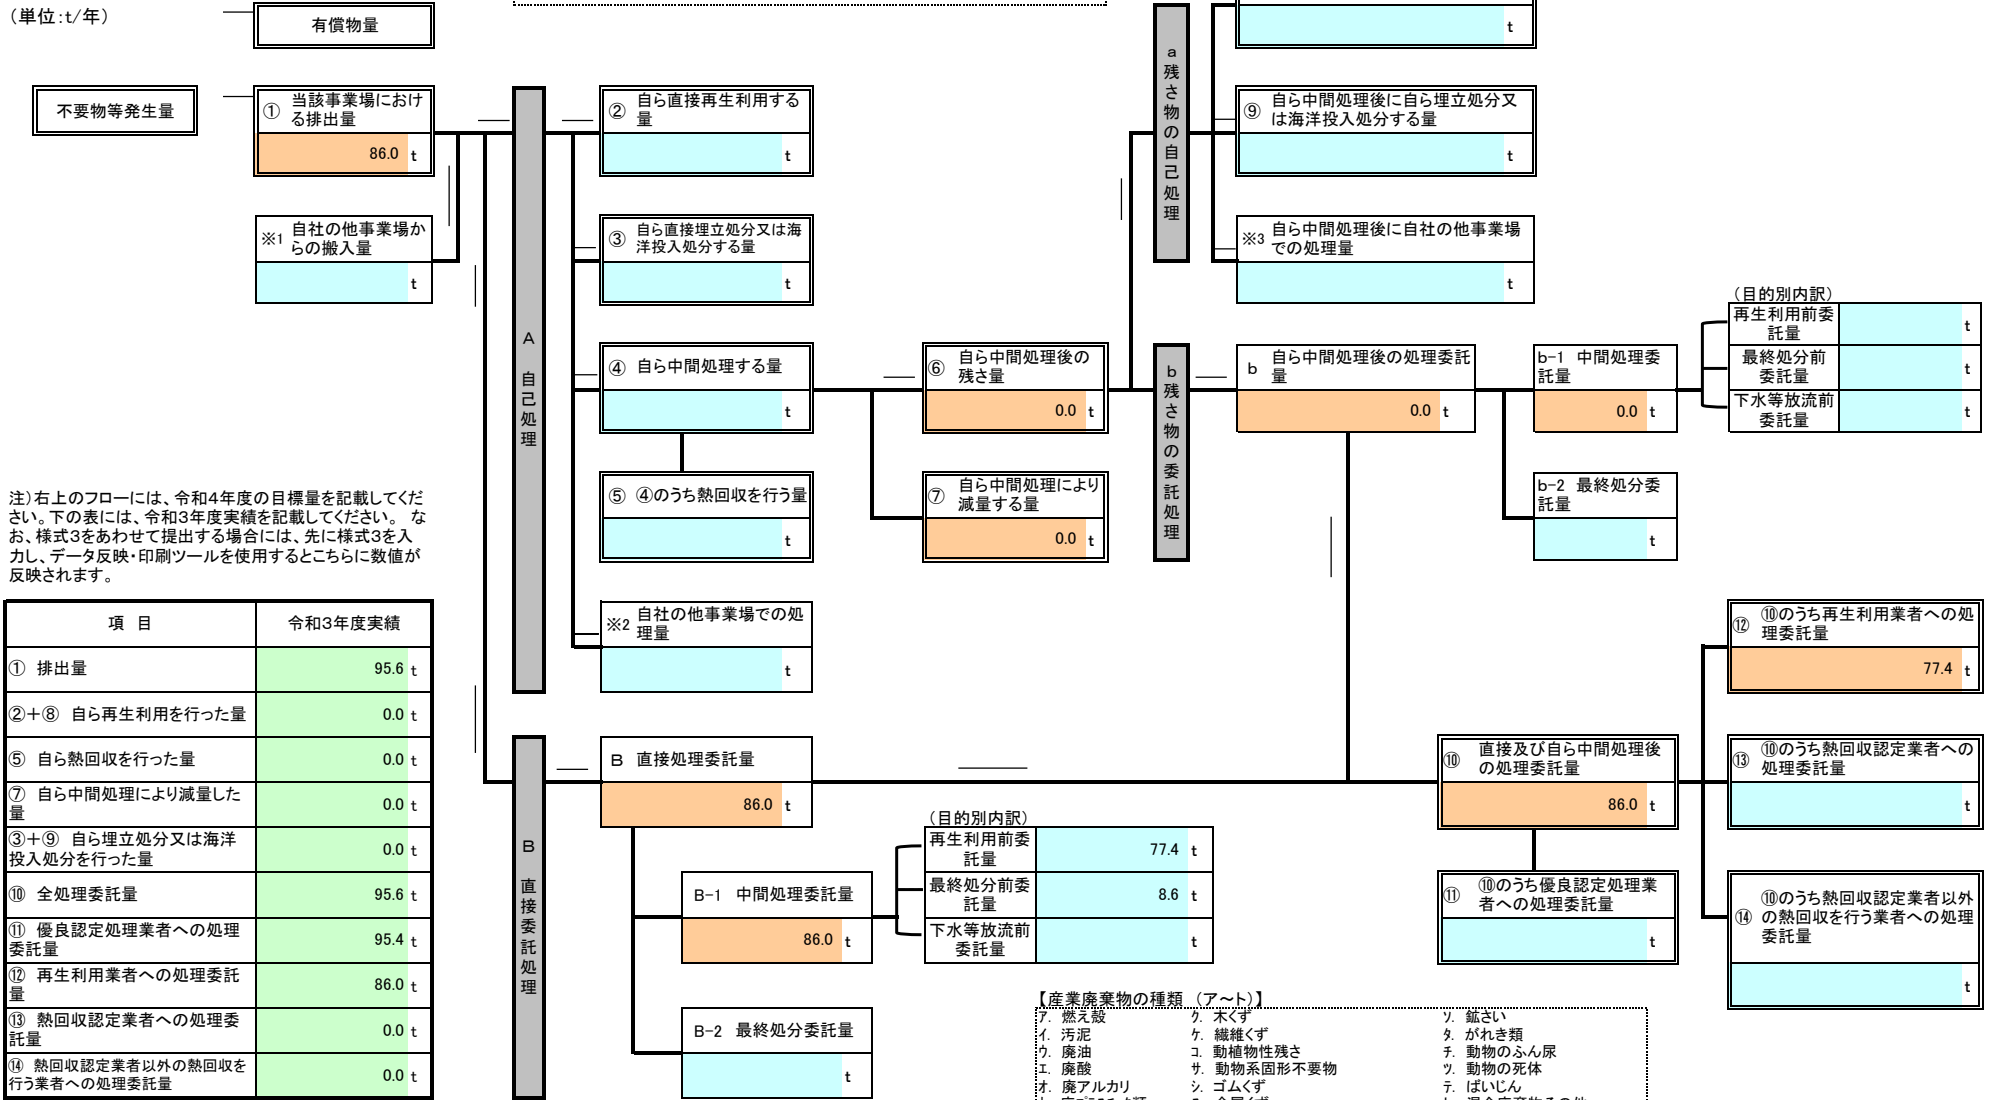 （単位:t/年）
有償物量
不要物等発生量
① 当該事業場におけ
る排出量
86.0 t
※1 自社の他事業場か
らの搬入量
t
A 自己処理
② 自ら直接再生利用する
量
t
③ 自ら直接埋立処分又は海
洋投入処分する量
t
④ 自ら中間処理する量
t
⑤ ④のうち熱回収を行う量
t
※2 自社の他事業場での処
理量
t
⑥ 自ら中間処理後の
残さ量
0.0 t
⑦ 自ら中間処理により
減量する量
0.0 t
a 残さ物の自己処理
t
⑨ 自ら中間処理後に自ら埋立処分又
は海洋投入処分する量
t
※3 自ら中間処理後に自社の他事業場
での処理量
t
b 残さ物の委託処理
b 自ら中間処理後の処理委託
量
0.0 t
b-1 中間処理委
託量
0.0 t
b-2 最終処分委
託量
t
（目的別内訳）
再生利用前委
託量
t
最終処分前
委託量
t
下水等放流前
委託量
t
注）右上のフローには、令和4年度の目標量を記載してくだ
さい。下の表には、令和3年度実績を記載してください。 な
お、様式3をあわせて提出する場合には、先に様式3を入
力し、データ反映・印刷ツールを使用するとこちらに数値が
反映されます。
項 目 令和3年度実績
① 排出量 95.6 t
②＋⑧ 自ら再生利用を行った量 0.0 t
⑤ 自ら熱回収を行った量 0.0 t
⑦ 自ら中間処理により減量した
量 0.0 t
③＋⑨ 自ら埋立処分又は海洋
投入処分を行った量 0.0 t
⑩ 全処理委託量 95.6 t
⑪ 優良認定処理業者への処理
委託量 95.4 t
⑫ 再生利用業者への処理委託
量 86.0 t
⑬ 熱回収認定業者への処理委
託量 0.0 t
⑭ 熱回収認定業者以外の熱回収を
行う業者への処理委託量 0.0 t
B 直接委託処理
B 直接処理委託量
86.0 t
B-1 中間処理委託量
86.0 t
B-2 最終処分委託量
t
（目的別内訳）
再生利用前委
託量
77.4 t
最終処分前委
託量
8.6 t
下水等放流前
委託量
t
⑩ 直接及び自ら中間処理後
の処理委託量
86.0 t
⑪ ⑩のうち優良認定処理業
者への処理委託量
t
⑫ ⑩のうち再生利用業者への処
理委託量
77.4 t
⑬ ⑩のうち熱回収認定業者への
処理委託量
t
⑭ ⑩のうち熱回収認定業者以外
の熱回収を行う業者への処理
委託量
t
【産業廃棄物の種類 （ア～ト）】
ア. 燃え殻 ク. 木くず ソ. 鉱さい
イ. 汚泥 ケ. 繊維くず タ. がれき類
ウ. 廃油 コ. 動植物性残さ チ. 動物のふん尿
エ. 廃酸 サ. 動物系固形不要物 ツ. 動物の死体
オ. 廃アルカリ シ. ゴムくず テ. ばいじん